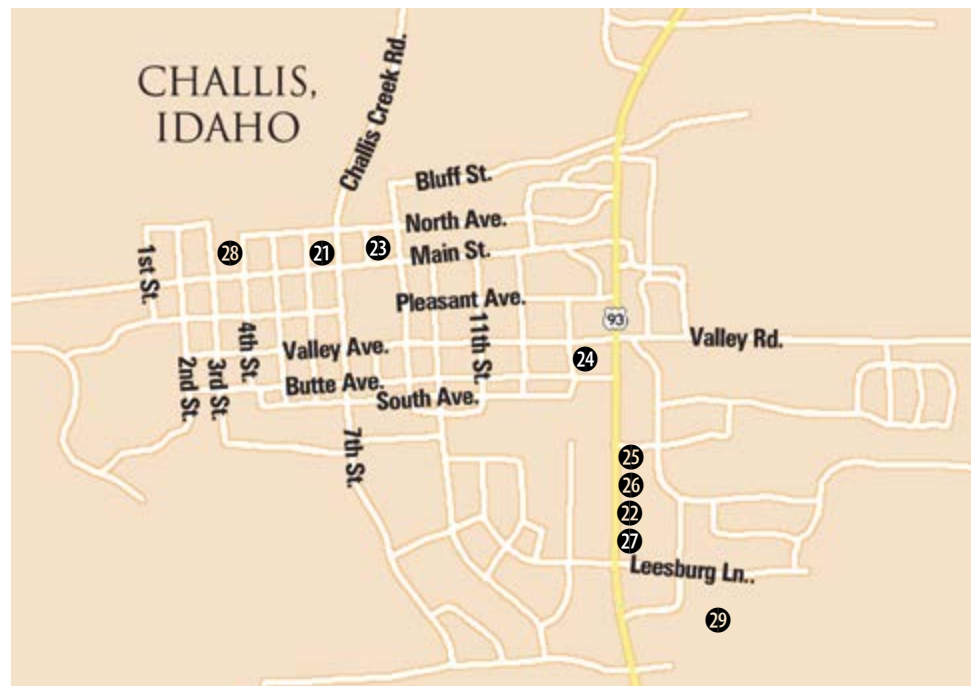 CHALLIS,
IDAHO
Challis Creek Rd.
Bluff St.
North Ave.
Main St.
28
21
23
1st St.
Pleasant Ave.
93
11th St.
4th St.
Valley Ave.
Valley Rd.
24
2nd St.
3rd St.
Butte Ave.
South Ave.
7th St.
25
26
22
27
Leesburg Ln..
29